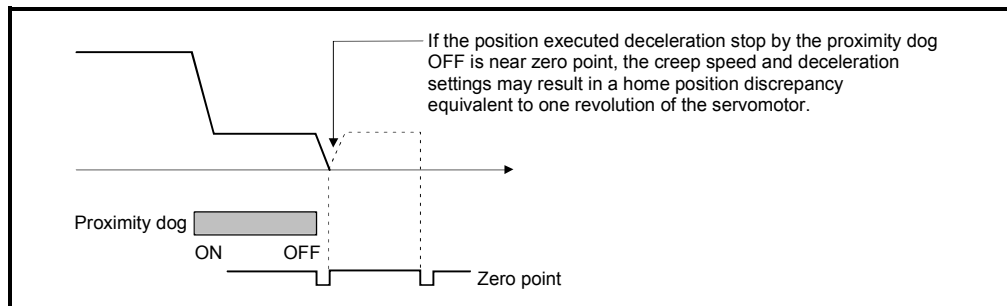 If the position executed deceleration stop by the proximity dog
OFF is near zero point, the creep speed and deceleration
settings may result in a home position discrepancy
equivalent to one revolution of the servomotor.
Proximity dog
ON OFF
Zero point